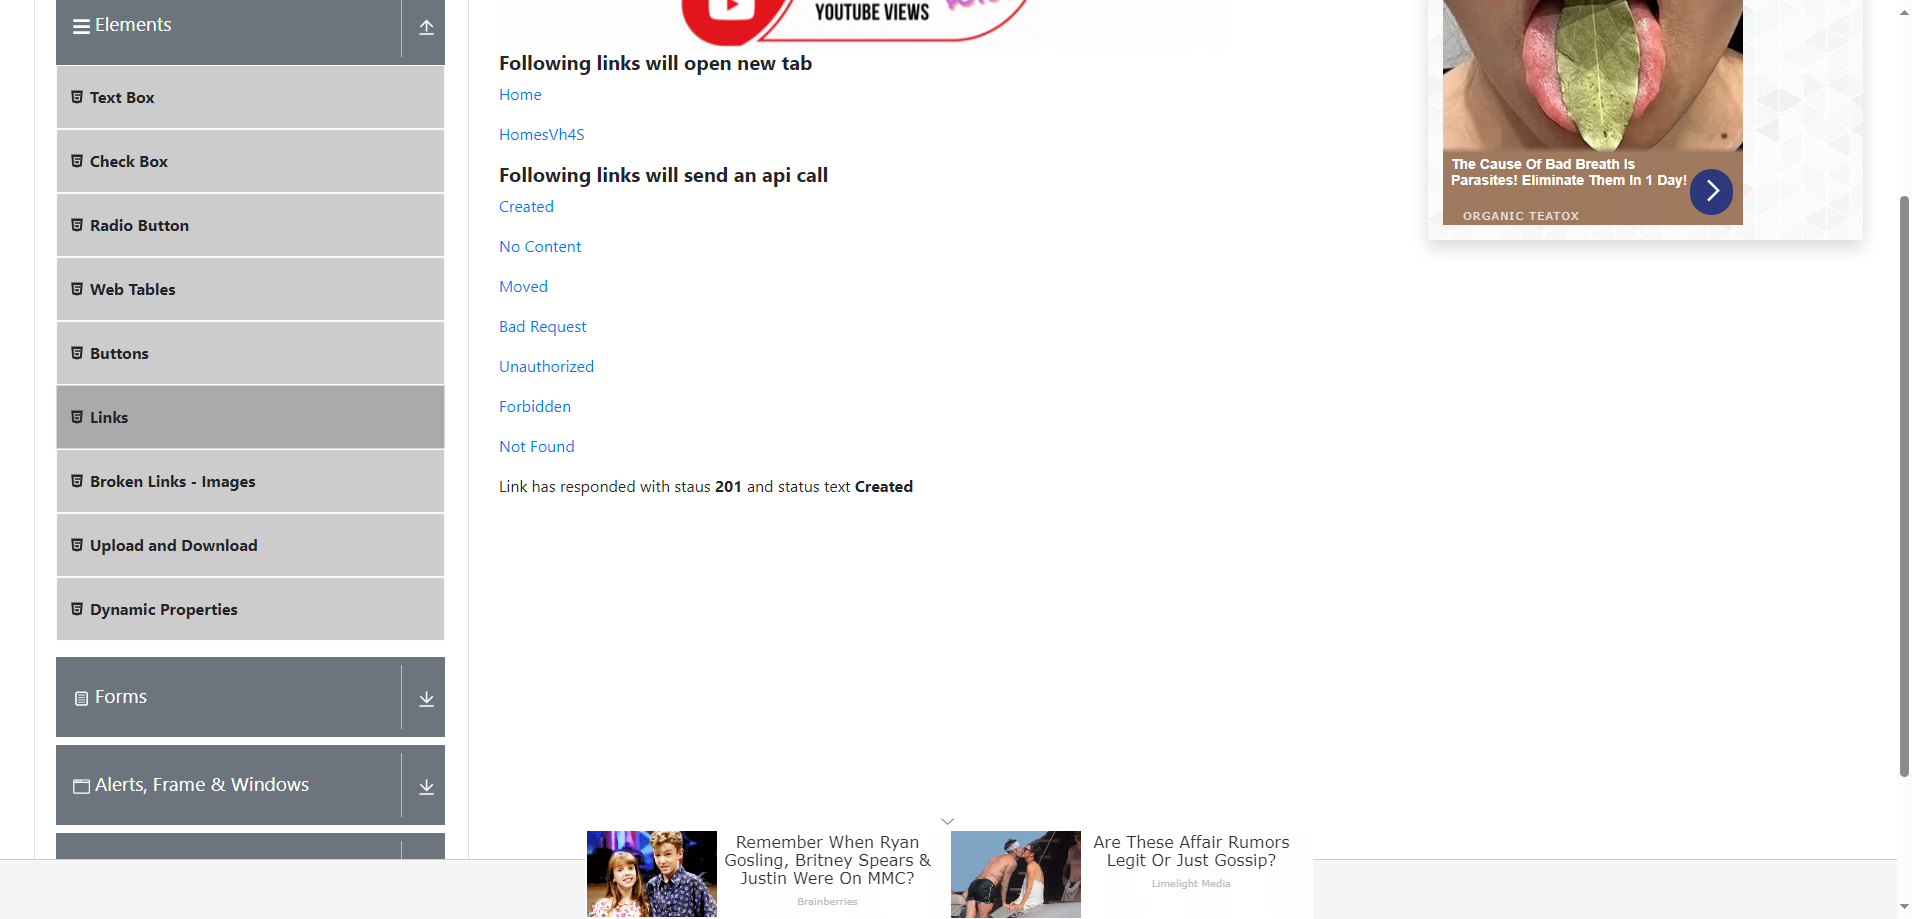 Elements
Text Box
Check Box
Radio Button
Web Tables
Buttons
Links
Broken Links - Images
Upload and Download
Dynamic Properties
Forms
Alerts, Frame & Windows
YOUTUBE VIEWS
Following links will open new tab
Home
HomesVh4S
Following links will send an api call
Created
No Content
Moved
Bad Request
Unauthorized
Forbidden
Not Found
Link has responded with staus 201 and status text Created
The Cause Of Bad Breath Is
Parasites! Eliminate Them In 1 Day!
ORGANIC TEATOX
Remember When Ryan
Gosling, Britney Spears &
Justin Were On MMC?
Brainberries
Are These Affair Rumors
Legit Or Just Gossip?
Limelight Media